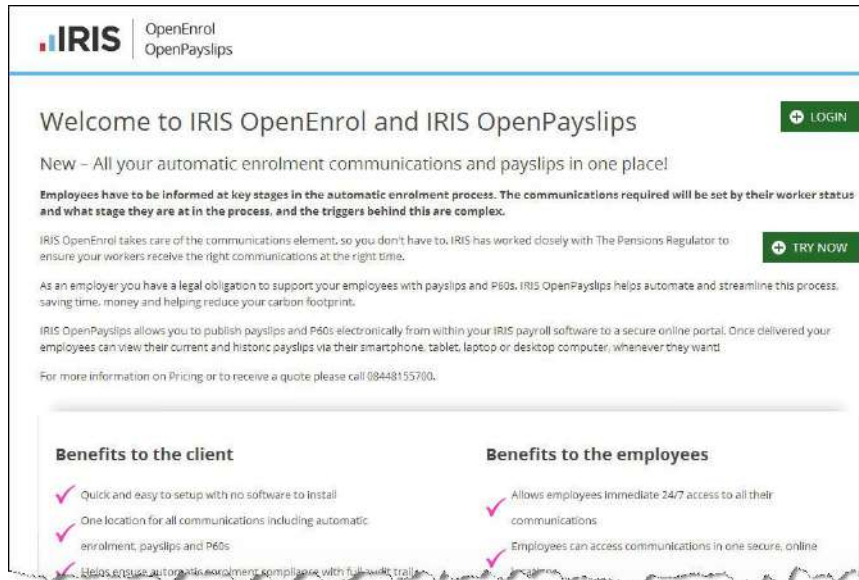 IRIS
OpenEnrol
OpenPayslips
Welcome to IRIS OpenEnrol and IRIS OpenPayslips
LOGIN
New – All your automatic enrolment communications and payslips in one place!
Employees have to be informed at key stages in the automatic enrolment process. The communications required will be set by their worker status
and what stage they are at in the process, and the triggers behind this are complex.
IRIS OpenEnrol takes care of the communications element, so you don't have to. IRIS has worked closely with The Pensions Regulator to
ensure your workers receive the right communications at the right time.
TRY NOW
As an employer you have a legal obligation to support your employees with payslips and P60s. IRIS OpenPayslips helps automate and streamline this process,
saving time, money and helping reduce your carbon footprint.
IRIS OpenPayslips allows you to publish payslips and P60s electronically from within your IRIS payroll software to a secure online portal. Once delivered your
employees can view their current and historic payslips via their smartphone, tablet, laptop or desktop computer, whenever they want!
For more information on Pricing or to receive a quote please call 08448155700.
Benefits to the client
Quick and easy to setup with no software to install
One location for all communications including automatic
enrolment, payslips and P60s
Helps ensure automatic enrolment compliance with full audit trail
Benefits to the employees
Allows employees immediate 24/7 access to all their
communications
Employees can access communications in one secure, online